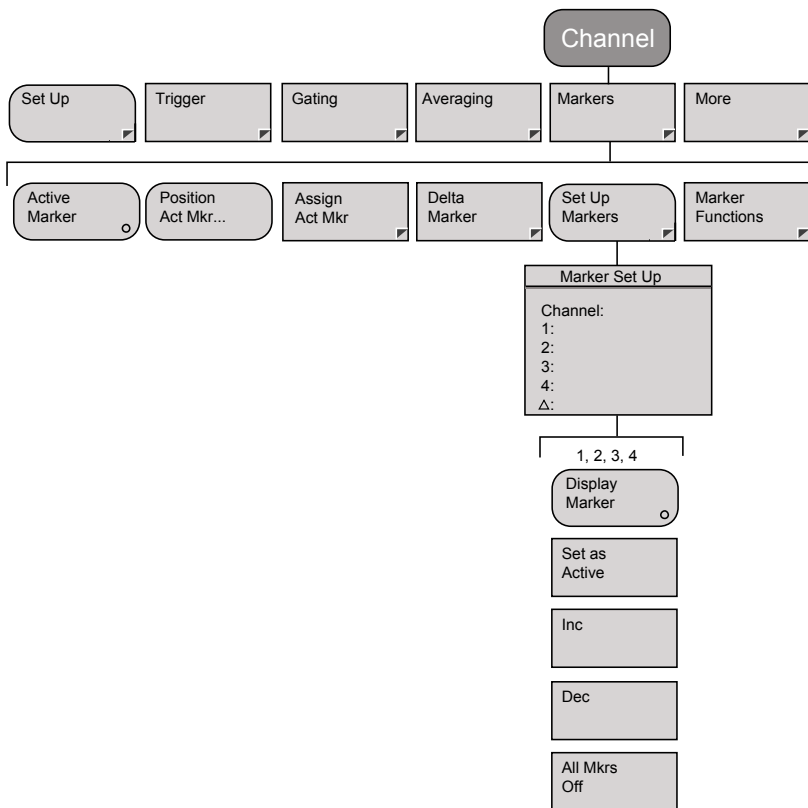 Channel
Set Up
Trigger
Gating
Averaging
Markers
More
Active
Marker
Position
Act Mkr...
Assign
Act Mkr
Delta
Marker
Set Up
Markers
Marker
Functions
Marker Set Up
Channel:
1:
2:
3:
4:
Δ:
1, 2, 3, 4
Display
Marker
Set as
Active
Inc
Dec
All Mkrs
Off